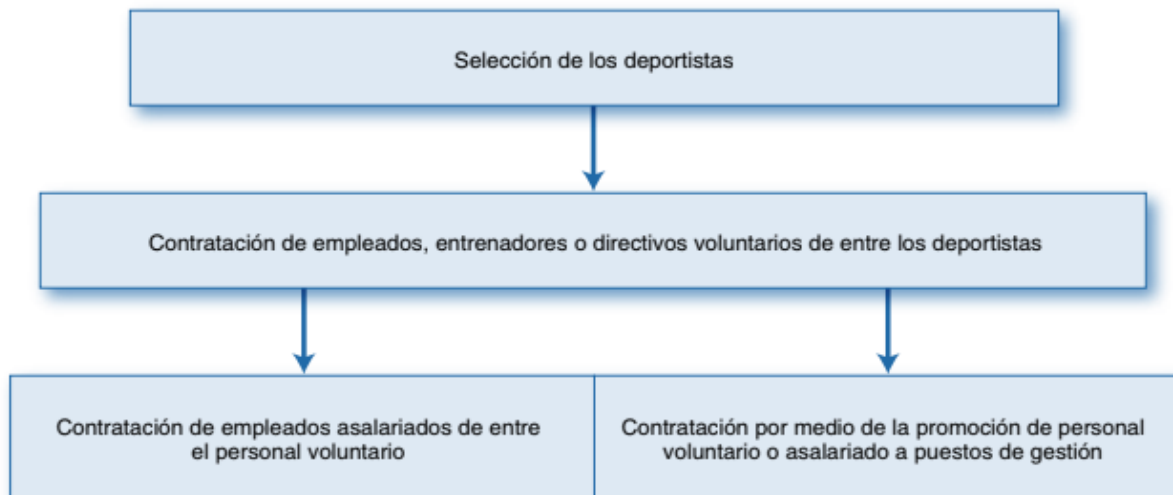 Selección de los deportistas
Contratación de empleados, entrenadores o directivos voluntarios de entre los deportistas
Contratación de empleados asalariados de entre
el personal voluntario
Contratación por medio de la promoción de personal
voluntario o asalariado a puestos de gestión